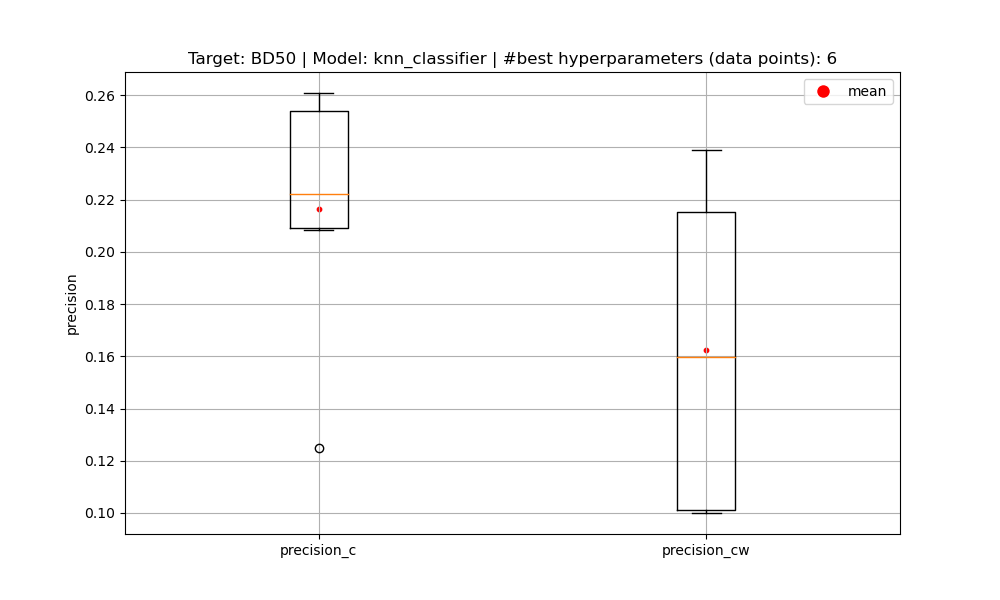 Target: BD50 | Model: knn_classifier | #best hyperparameters (data points): 6
mean
0.26
0.24
0.22
0.20
0.18
0.16
0.14
0.12
0.10
precision
precision_c
precision_cw